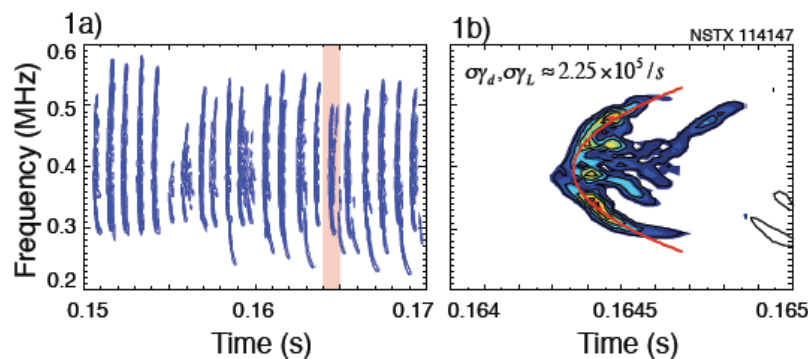 1a)
1b)
NSTX 114147
σγd,σγL ≈ 2.25×10⁵/s
Frequency (MHz)
0.6
0.5
0.4
0.3
0.2
0.15
0.16
0.17
0.164
0.1645
0.165
Time (s)
Time (s)